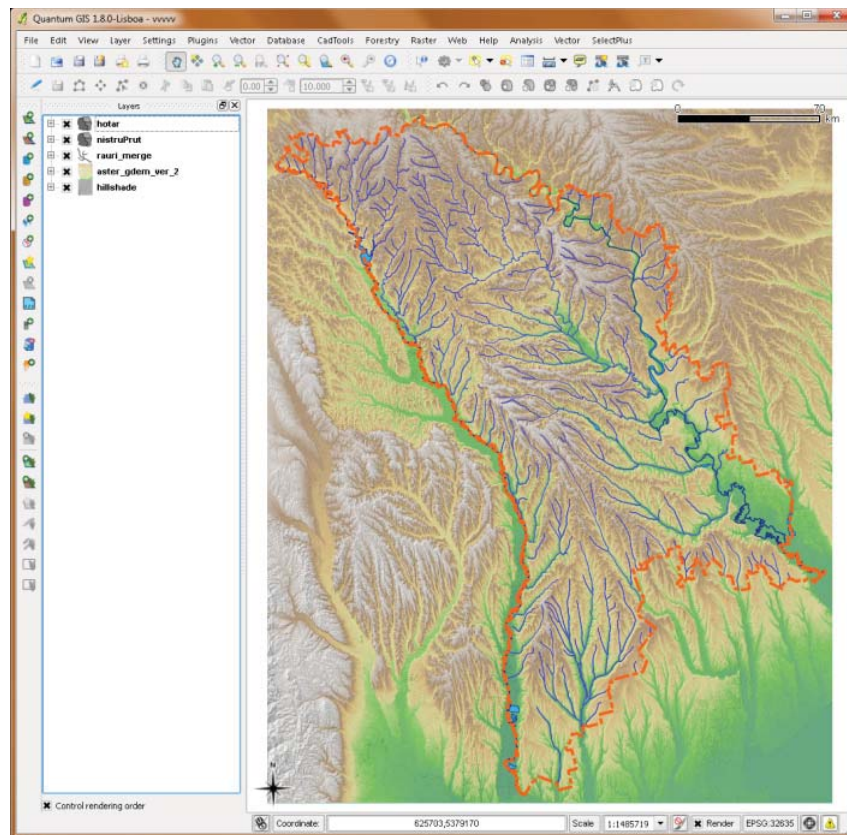 Quantum GIS 1.8.0-Lisboa - vvvvv
File Edit View Layer Settings Plugins Vector Database CadTools Forestry Raster Web Help Analysis Vector SelectPlus
0.00 10.000
Layers
hotar
nistruPrut
rauri_merge
aster_gdem_ver_2
hillshade
0 70
km
N
Control rendering order
Coordinate: 625703,5379170 Scale 1:1485719 Render EPSG:32635